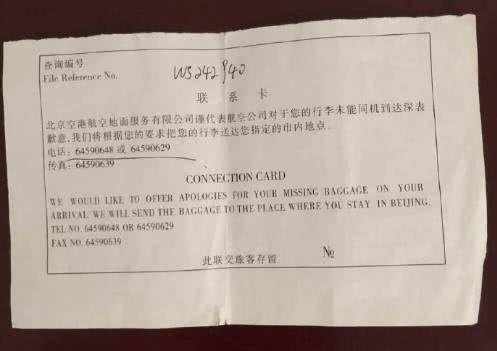 查询编号
File Reference No. WS242940
联系卡
北京空港航空地面服务有限公司谨代表航空公司对于您的行李未能同机到达深表
歉意,我们将根据您的要求把您的行李送达您指定的市内地点.
电话: 64590648 或 64590629
传真: 64590639
CONNECTION CARD
WE WOULD LIKE TO OFFER APOLOGIES FOR YOUR MISSING BAGGAGE ON YOUR
ARRIVAL. WE WILL SEND THE BAGGAGE TO THE PLACE WHERE YOU STAY IN BEIJING.
TEL NO. 64590648 OR 64590629
FAX NO. 64590639
此联交旅客存留 №